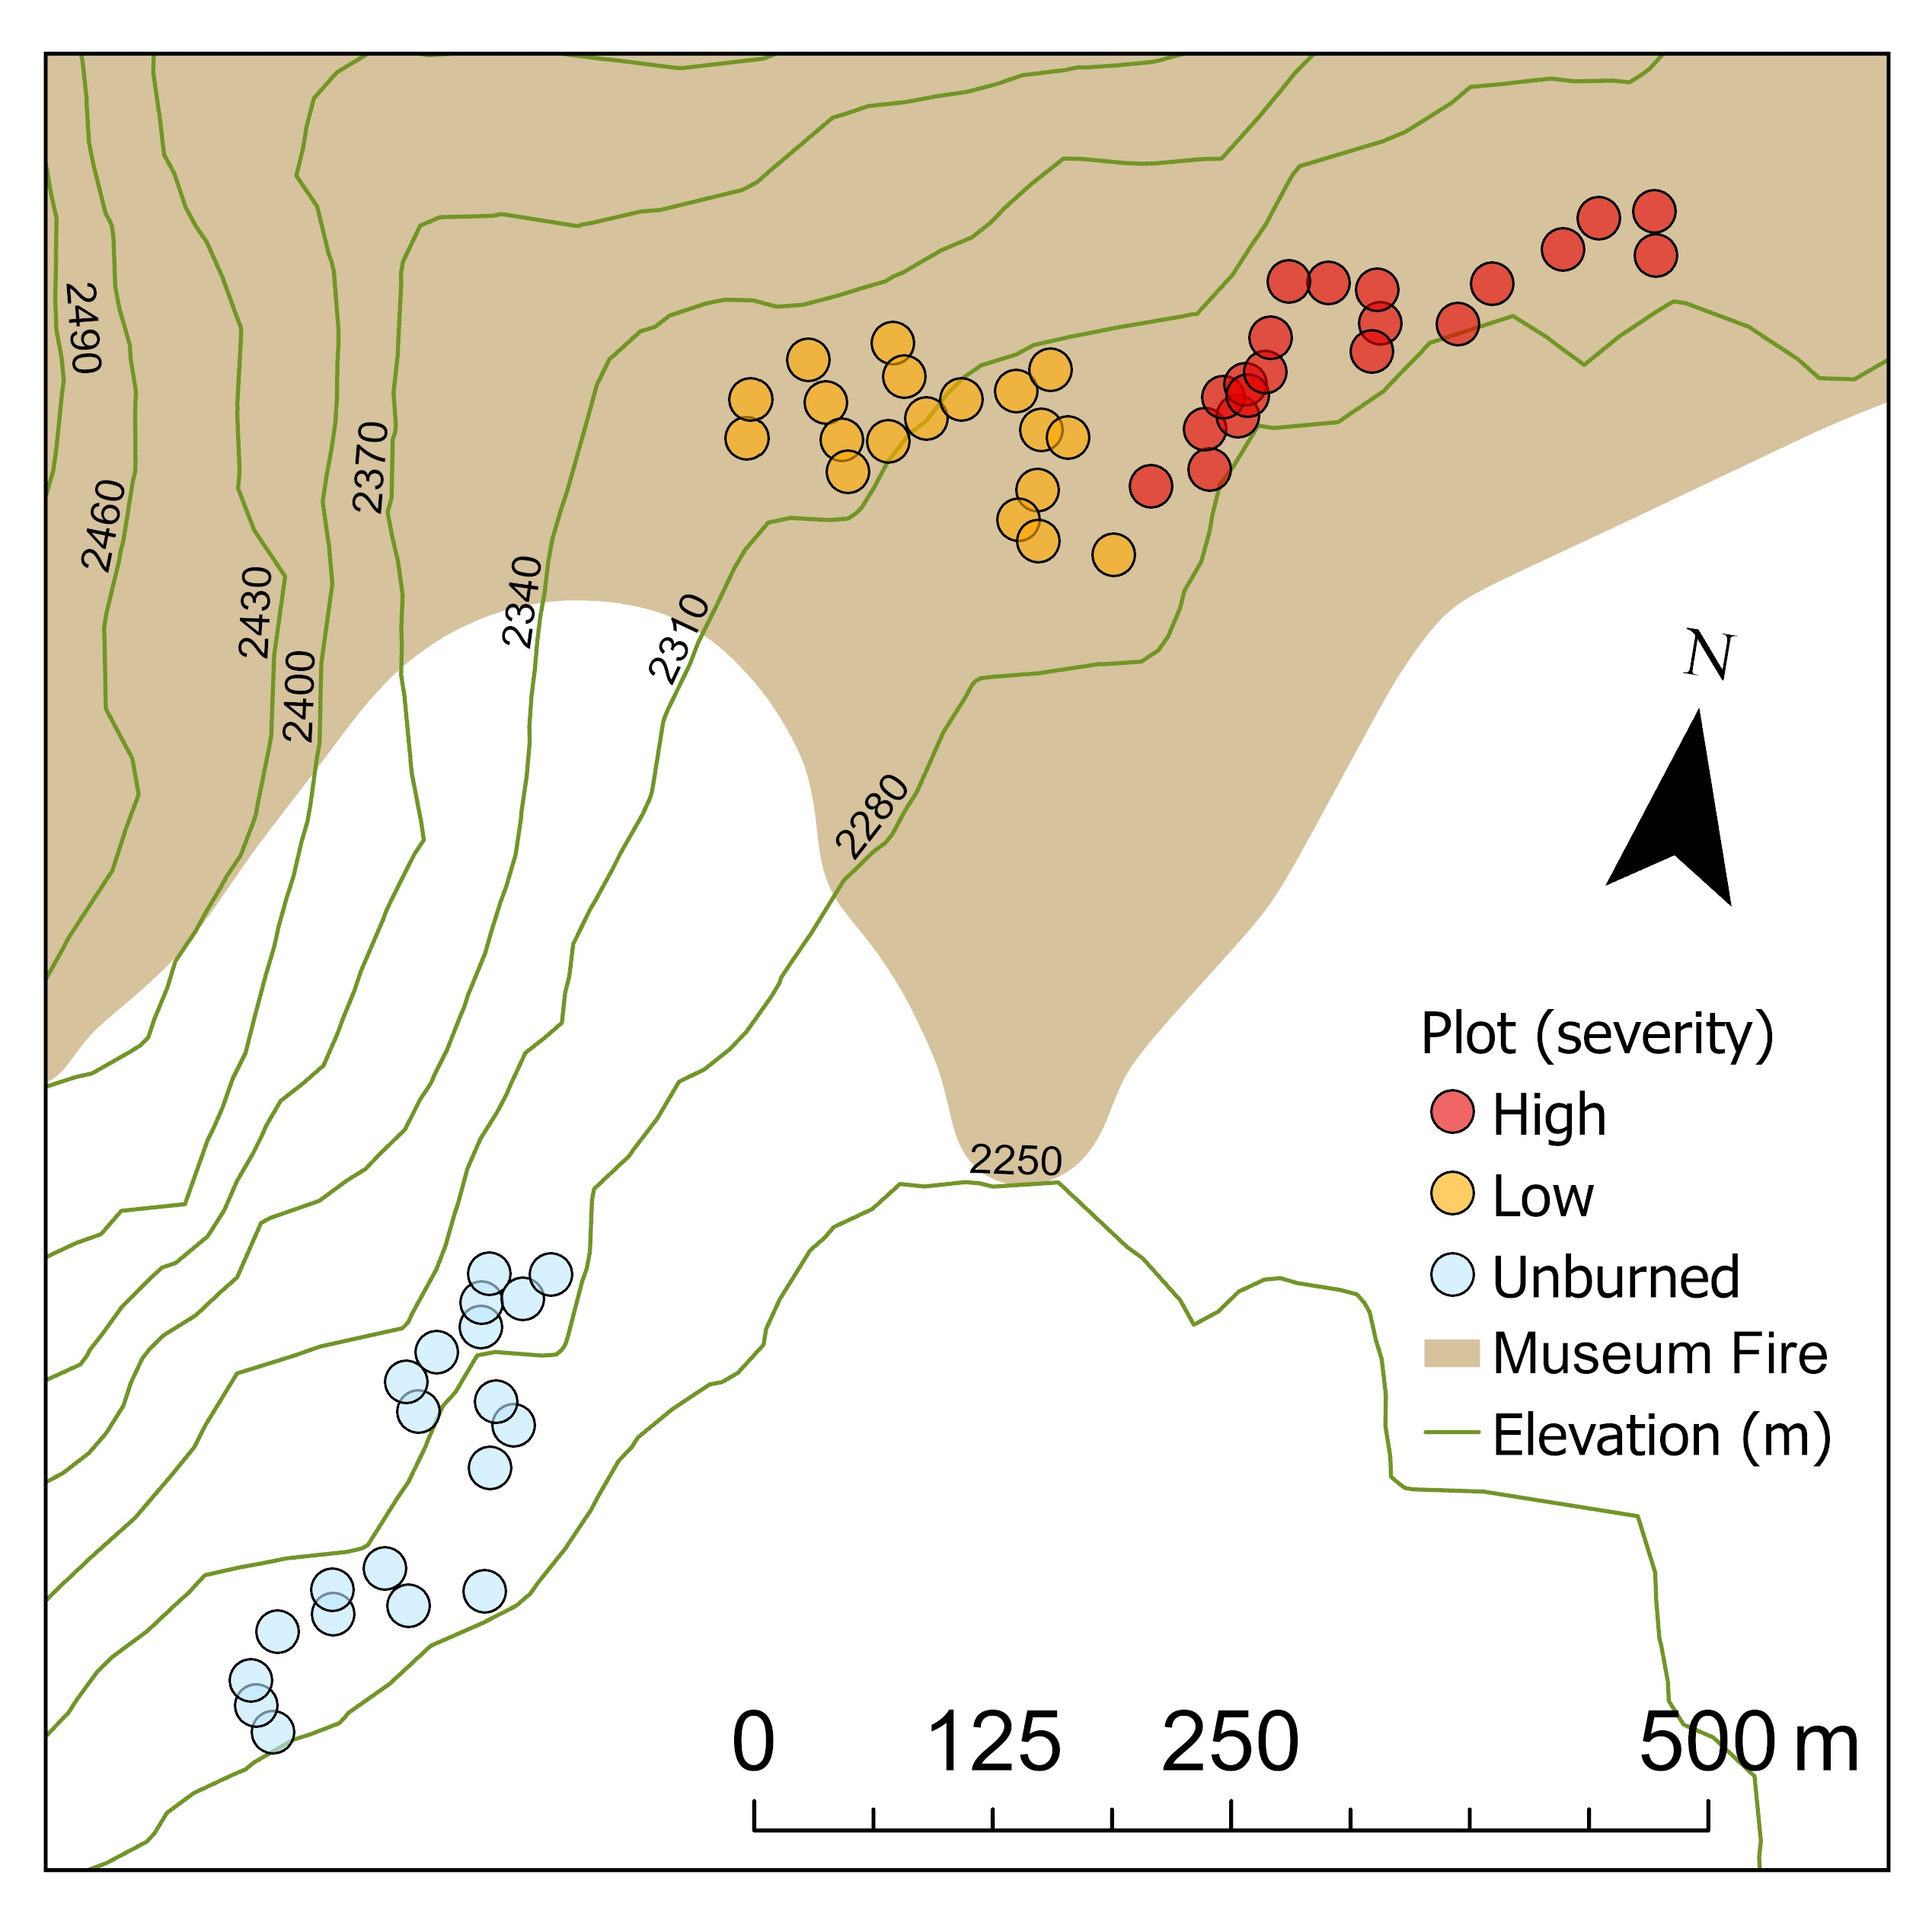 2490
2460
2370
2430
2340
2310
2400
N
2280
Plot (severity)
High
Low
2250
Unburned
Museum Fire
Elevation (m)
0 125 250 500 m